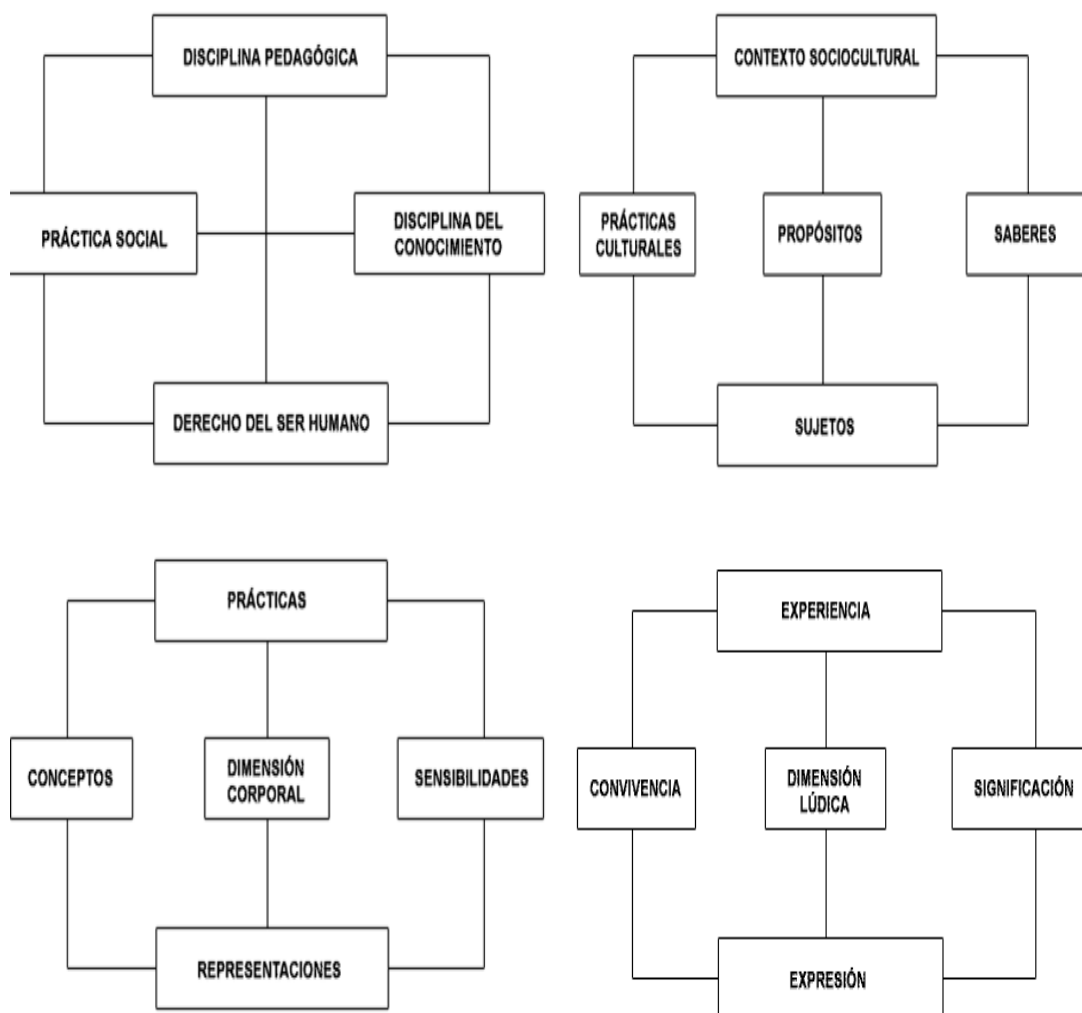 DISCIPLINA PEDAGÓGICA
PRÁCTICA SOCIAL
DISCIPLINA DEL
CONOCIMIENTO
DERECHO DEL SER HUMANO
CONTEXTO SOCIOCULTURAL
PRÁCTICAS
CULTURALES
PROPÓSITOS
SABERES
SUJETOS
PRÁCTICAS
CONCEPTOS
DIMENSIÓN
CORPORAL
SENSIBILIDADES
REPRESENTACIONES
EXPERIENCIA
CONVIVENCIA
DIMENSIÓN
LÚDICA
SIGNIFICACIÓN
EXPRESIÓN